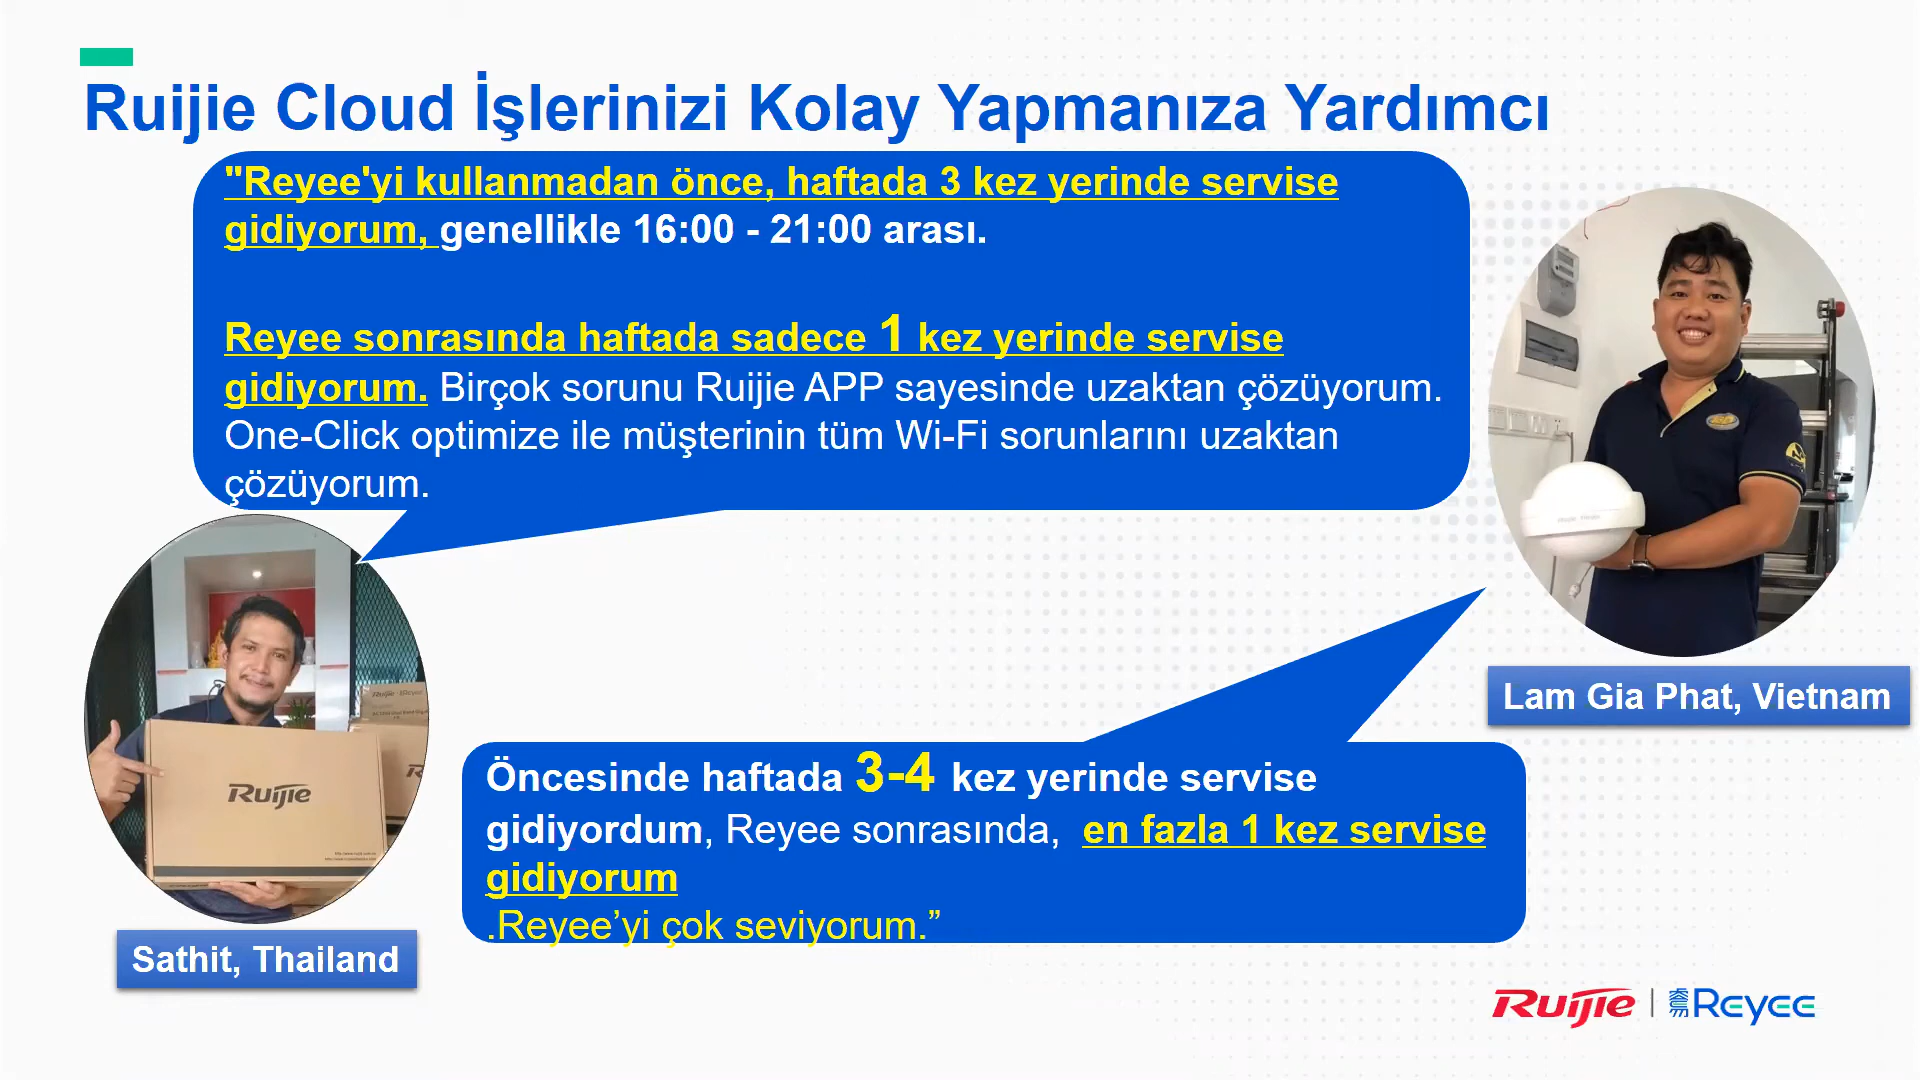 Ruijie Cloud İşlerinizi Kolay Yapmanıza Yardımcı
"Reyee'yi kullanmadan önce, haftada 3 kez yerinde servise
gidiyorum, genellikle 16:00 - 21:00 arası.
Reyee sonrasında haftada sadece 1 kez yerinde servise
gidiyorum. Birçok sorunu Ruijie APP sayesinde uzaktan çözüyorum.
One-Click optimize ile müşterinin tüm Wi-Fi sorunlarını uzaktan
çözüyorum.
Ruijie
Sathit, Thailand
Lam Gia Phat, Vietnam
Öncesinde haftada 3-4 kez yerinde servise
gidiyordum, Reyee sonrasında, en fazla 1 kez servise
gidiyorum
.Reyee’yi çok seviyorum.”
Ruijie | Reyee